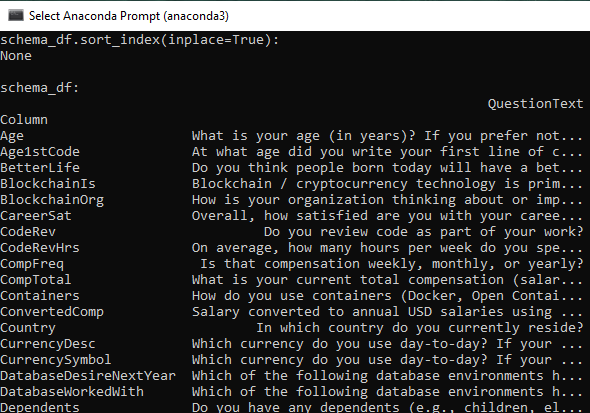 Select Anaconda Prompt (anaconda3)
schema_df.sort_index(inplace=True):
None
schema_df:
QuestionText
Column
Age What is your age (in years)? If you prefer not...
Age1stCode At what age did you write your first line of c...
BetterLife Do you think people born today will have a bet...
BlockchainIs Blockchain / cryptocurrency technology is prim...
BlockchainOrg How is your organization thinking about or imp...
CareerSat Overall, how satisfied are you with your caree...
CodeRev Do you review code as part of your work?
CodeRevHrs On average, how many hours per week do you spe...
CompFreq Is that compensation weekly, monthly, or yearly?
CompTotal What is your current total compensation (salar...
Containers How do you use containers (Docker, Open Contai...
ConvertedComp Salary converted to annual USD salaries using ...
Country In which country do you currently reside?
CurrencyDesc Which currency do you use day-to-day? If your ...
CurrencySymbol Which currency do you use day-to-day? If your ...
DatabaseDesireNextYear Which of the following database environments h...
DatabaseWorkedWith Which of the following database environments h...
Dependents Do you have any dependents (e.g., children, el...